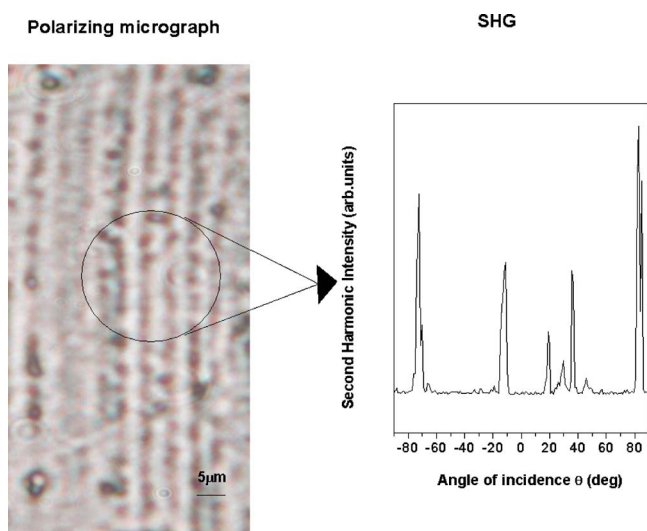 Polarizing micrograph
SHG
5μm
Second Harmonic Intensity (arb.units)
-80 -60 -40 -20 0 20 40 60 80
Angle of incidence θ (deg)